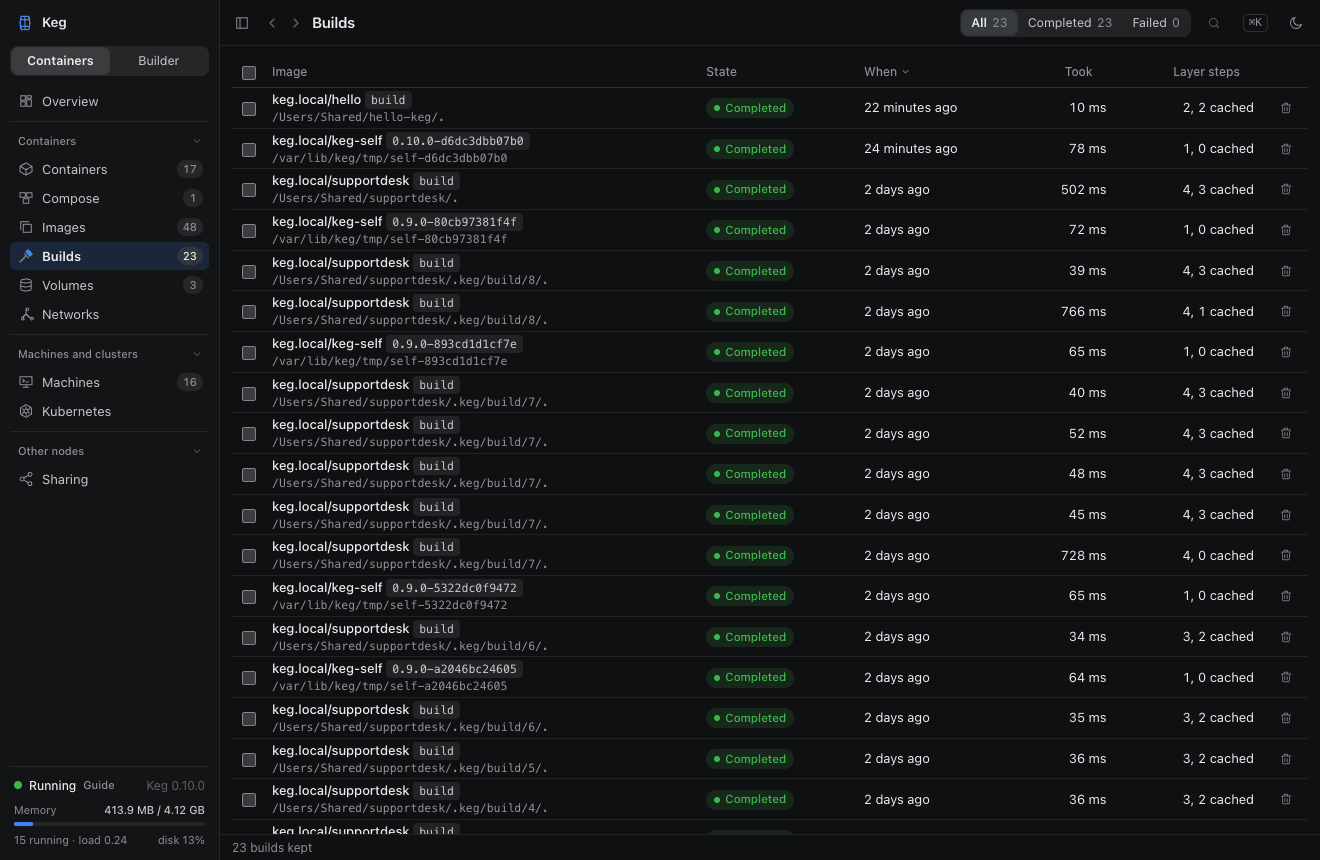 Keg
Containers Builder
Overview
Containers
Containers 17
Compose 1
Images 48
Builds 23
Volumes 3
Networks
Machines and clusters
Machines 16
Kubernetes
Other nodes
Sharing
Running Guide Keg 0.10.0
Memory 413.9 MB / 4.12 GB
15 running · load 0.24 disk 13%
Builds
All 23 Completed 23 Failed 0 ⌘K
Image State When Took Layer steps
keg.local/hello build
/Users/Shared/hello-keg/.
Completed 22 minutes ago 10 ms 2, 2 cached
keg.local/keg-self 0.10.0-d6dc3dbb07b0
/var/lib/keg/tmp/self-d6dc3dbb07b0
Completed 24 minutes ago 78 ms 1, 0 cached
keg.local/supportdesk build
/Users/Shared/supportdesk/.
Completed 2 days ago 502 ms 4, 3 cached
keg.local/keg-self 0.9.0-80cb97381f4f
/var/lib/keg/tmp/self-80cb97381f4f
Completed 2 days ago 72 ms 1, 0 cached
keg.local/supportdesk build
/Users/Shared/supportdesk/.keg/build/8/.
Completed 2 days ago 39 ms 4, 3 cached
keg.local/supportdesk build
/Users/Shared/supportdesk/.keg/build/8/.
Completed 2 days ago 766 ms 4, 1 cached
keg.local/keg-self 0.9.0-893cd1d1cf7e
/var/lib/keg/tmp/self-893cd1d1cf7e
Completed 2 days ago 65 ms 1, 0 cached
keg.local/supportdesk build
/Users/Shared/supportdesk/.keg/build/7/.
Completed 2 days ago 40 ms 4, 3 cached
keg.local/supportdesk build
/Users/Shared/supportdesk/.keg/build/7/.
Completed 2 days ago 52 ms 4, 3 cached
keg.local/supportdesk build
/Users/Shared/supportdesk/.keg/build/7/.
Completed 2 days ago 48 ms 4, 3 cached
keg.local/supportdesk build
/Users/Shared/supportdesk/.keg/build/7/.
Completed 2 days ago 45 ms 4, 3 cached
keg.local/supportdesk build
/Users/Shared/supportdesk/.keg/build/7/.
Completed 2 days ago 728 ms 4, 0 cached
keg.local/keg-self 0.9.0-5322dc0f9472
/var/lib/keg/tmp/self-5322dc0f9472
Completed 2 days ago 65 ms 1, 0 cached
keg.local/supportdesk build
/Users/Shared/supportdesk/.keg/build/6/.
Completed 2 days ago 34 ms 3, 2 cached
keg.local/keg-self 0.9.0-a2046bc24605
/var/lib/keg/tmp/self-a2046bc24605
Completed 2 days ago 64 ms 1, 0 cached
keg.local/supportdesk build
/Users/Shared/supportdesk/.keg/build/6/.
Completed 2 days ago 35 ms 3, 2 cached
keg.local/supportdesk build
/Users/Shared/supportdesk/.keg/build/5/.
Completed 2 days ago 36 ms 3, 2 cached
keg.local/supportdesk build
/Users/Shared/supportdesk/.keg/build/4/.
Completed 2 days ago 36 ms 3, 2 cached
keg.local/supportdesk build
23 builds kept